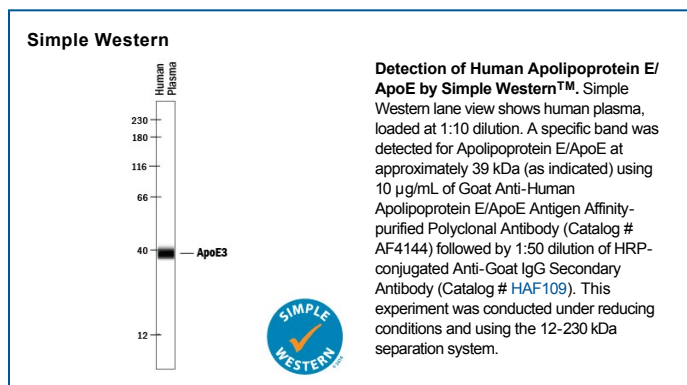 Simple Western
Human
Plasma
230
180
116
66
40
12
ApoE3
SIMPLE
WESTERN
©2014
Detection of Human Apolipoprotein E/
ApoE by Simple Western™. Simple
Western lane view shows human plasma,
loaded at 1:10 dilution. A specific band was
detected for Apolipoprotein E/ApoE at
approximately 39 kDa (as indicated) using
10 µg/mL of Goat Anti-Human
Apolipoprotein E/ApoE Antigen Affinity-
purified Polyclonal Antibody (Catalog #
AF4144) followed by 1:50 dilution of HRP-
conjugated Anti-Goat IgG Secondary
Antibody (Catalog # HAF109). This
experiment was conducted under reducing
conditions and using the 12-230 kDa
separation system.